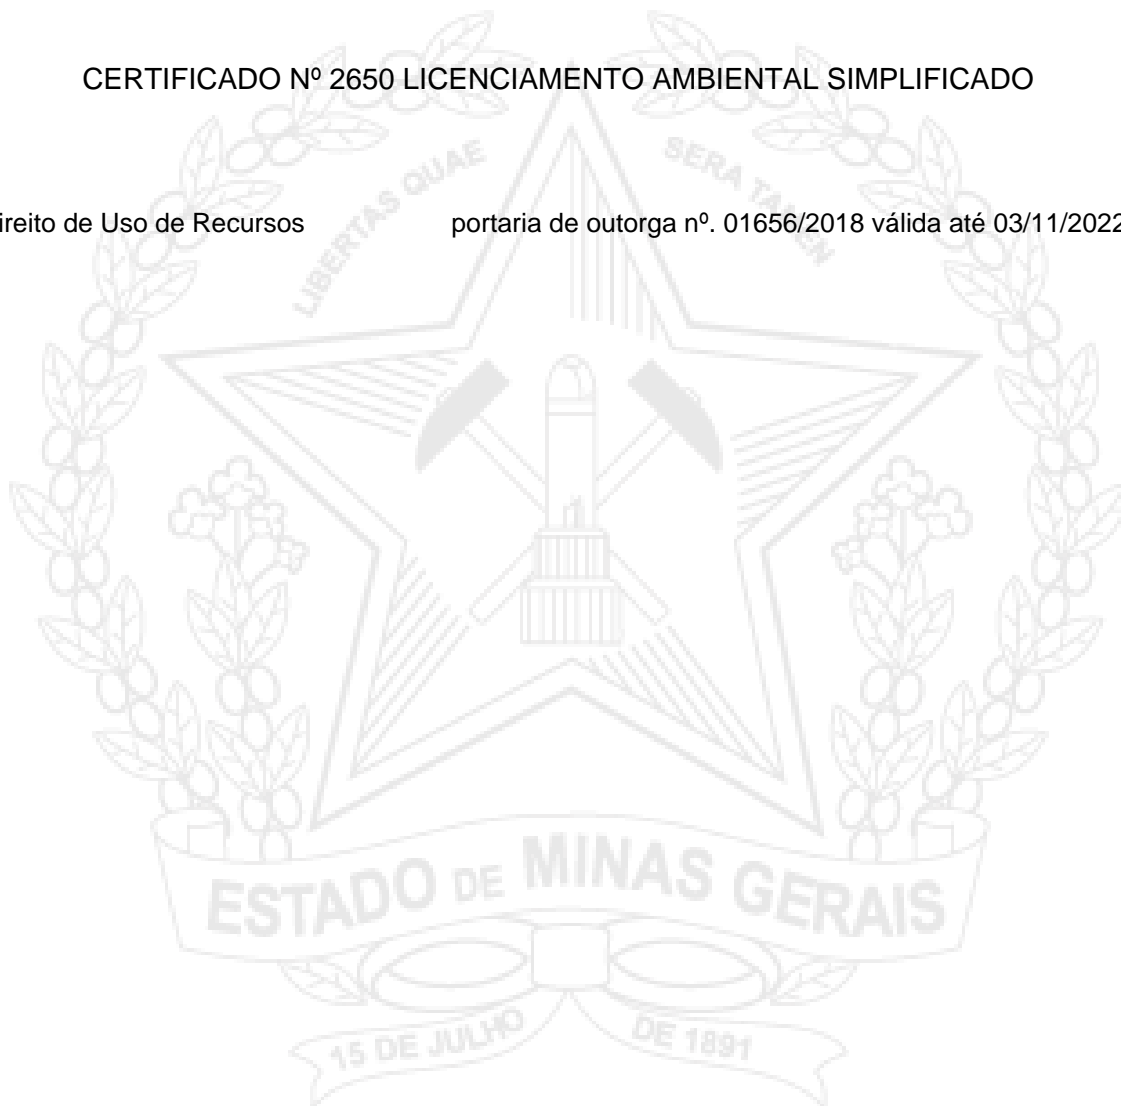 CERTIFICADO Nº 2650 LICENCIAMENTO AMBIENTAL SIMPLIFICADO
LIBERTAS QUAE SERA TAMEN
ireito de Uso de Recursos portaria de outorga nº. 01656/2018 válida até 03/11/2022
ESTADO DE MINAS GERAIS
15 DE JULHO DE 1891